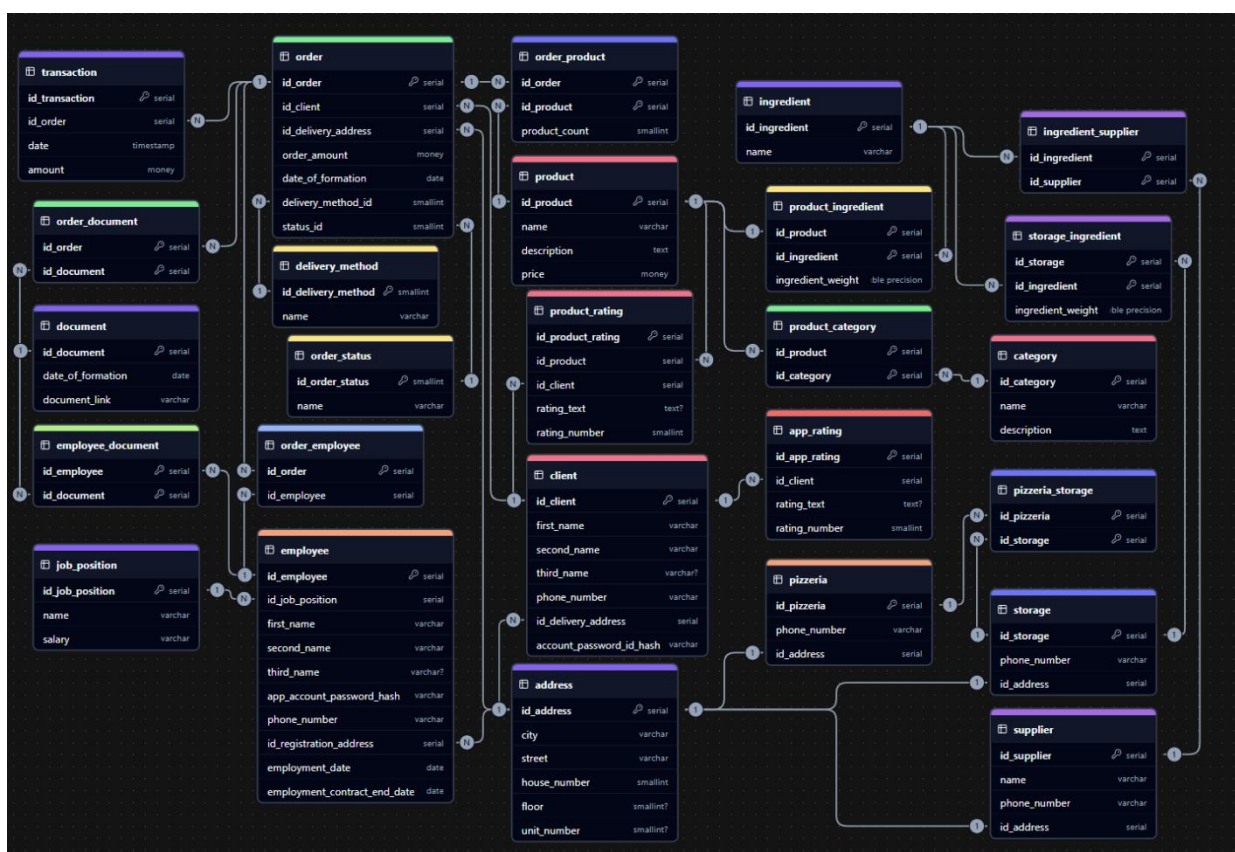 transaction
id_transaction serial
id_order serial
date timestamp
amount money
order_document
id_order serial
id_document serial
document
id_document serial
date_of_formation date
document_link varchar
employee_document
id_employee serial
id_document serial
job_position
id_job_position serial
name varchar
salary varchar
order
id_order serial
id_client serial
id_delivery_address serial
order_amount money
date_of_formation date
delivery_method_id smallint
status_id smallint
delivery_method
id_delivery_method smallint
name varchar
order_status
id_order_status smallint
name varchar
order_employee
id_order serial
id_employee serial
employee
id_employee serial
id_job_position serial
first_name varchar
second_name varchar
third_name varchar?
app_account_password_hash varchar
phone_number varchar
id_registration_address serial
employment_date date
employment_contract_end_date date
order_product
id_order serial
id_product serial
product_count smallint
product
id_product serial
name varchar
description text
price money
product_rating
id_product_rating serial
id_product serial
id_client serial
rating_text text?
rating_number smallint
client
id_client serial
first_name varchar
second_name varchar
third_name varchar?
phone_number varchar
id_delivery_address serial
account_password_id_hash varchar
address
id_address serial
city varchar
street varchar
house_number smallint
floor smallint?
unit_number smallint?
ingredient
id_ingredient serial
name varchar
product_ingredient
id_product serial
id_ingredient serial
ingredient_weight ble precision
product_category
id_product serial
id_category serial
app_rating
id_app_rating serial
id_client serial
rating_text text?
rating_number smallint
pizzeria
id_pizzeria serial
phone_number varchar
id_address serial
ingredient_supplier
id_ingredient serial
id_supplier serial
storage_ingredient
id_storage serial
id_ingredient serial
ingredient_weight ble precision
category
id_category serial
name varchar
description text
pizzeria_storage
id_pizzeria serial
id_storage serial
storage
id_storage serial
phone_number varchar
id_address serial
supplier
id_supplier serial
name varchar
phone_number varchar
id_address serial